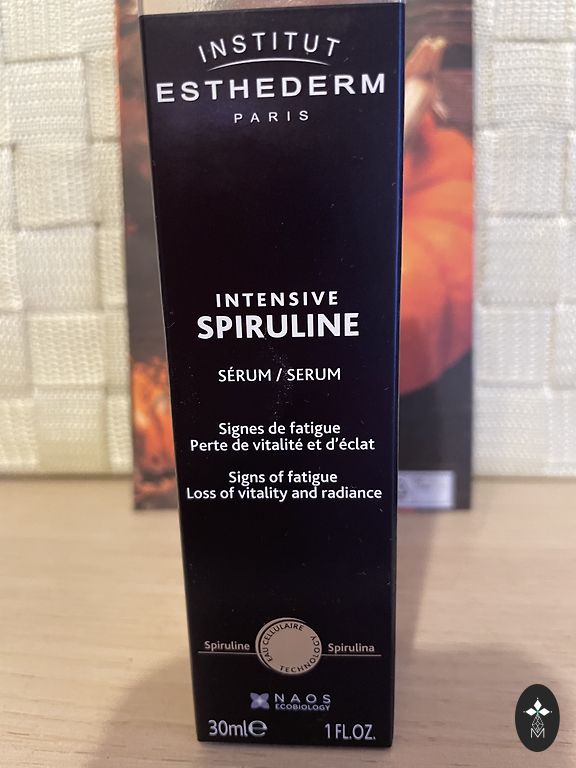 INSTITUT
ESTHEDERM
PARIS
INTENSIVE
SPIRULINE
SÉRUM / SERUM
Signes de fatigue
Perte de vitalité et d'éclat
Signs of fatigue
Loss of vitality and radiance
EAU CELLULAIRE
TECHNOLOGY
Spiruline
Spirulina
NAOS
ECOBIOLOGY
30ml℮
1 FL.OZ.